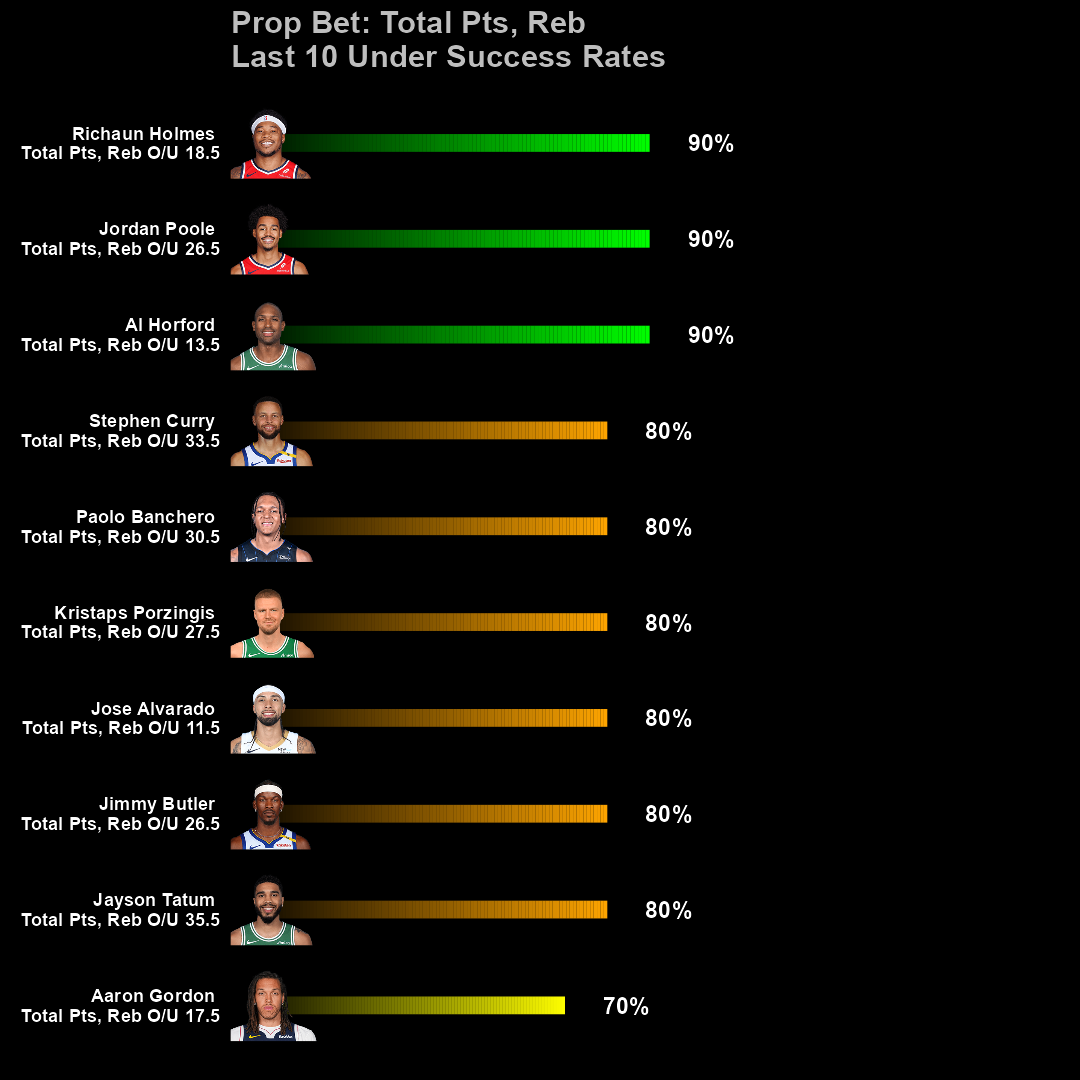 Prop Bet: Total Pts, Reb
Last 10 Under Success Rates
Richaun Holmes
Total Pts, Reb O/U 18.5
90%
Jordan Poole
Total Pts, Reb O/U 26.5
90%
Al Horford
Total Pts, Reb O/U 13.5
90%
Stephen Curry
Total Pts, Reb O/U 33.5
80%
Paolo Banchero
Total Pts, Reb O/U 30.5
80%
Kristaps Porzingis
Total Pts, Reb O/U 27.5
80%
Jose Alvarado
Total Pts, Reb O/U 11.5
80%
Jimmy Butler
Total Pts, Reb O/U 26.5
80%
Jayson Tatum
Total Pts, Reb O/U 35.5
80%
Aaron Gordon
Total Pts, Reb O/U 17.5
70%